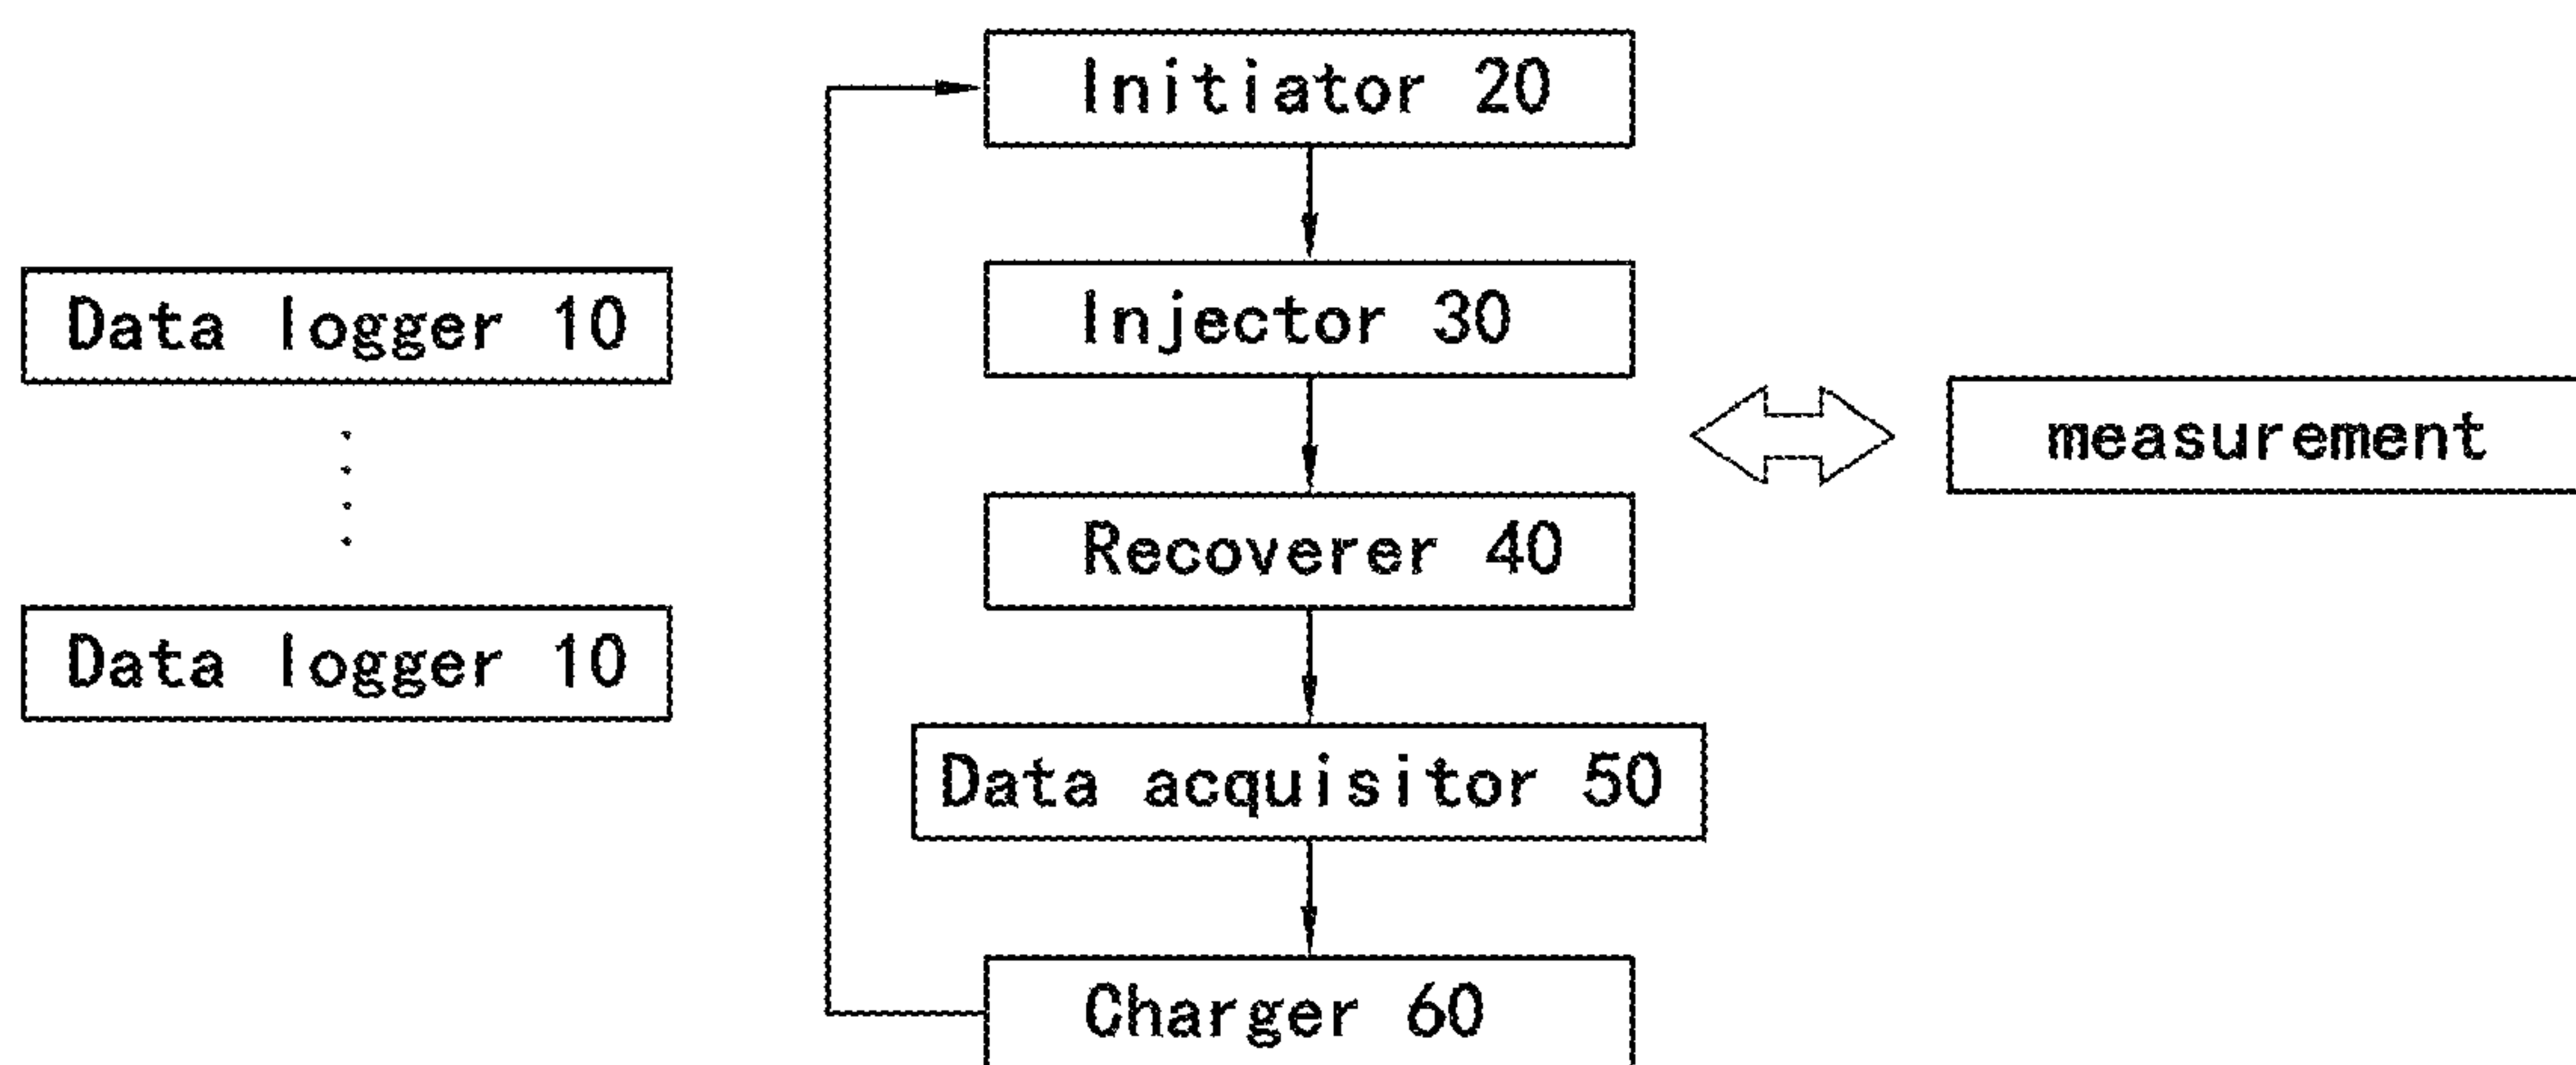 Initiator 20
Data logger 10
Injector 30
measurement
Recoverer 40
Data logger 10
Data acquisitor 50
Charger 60